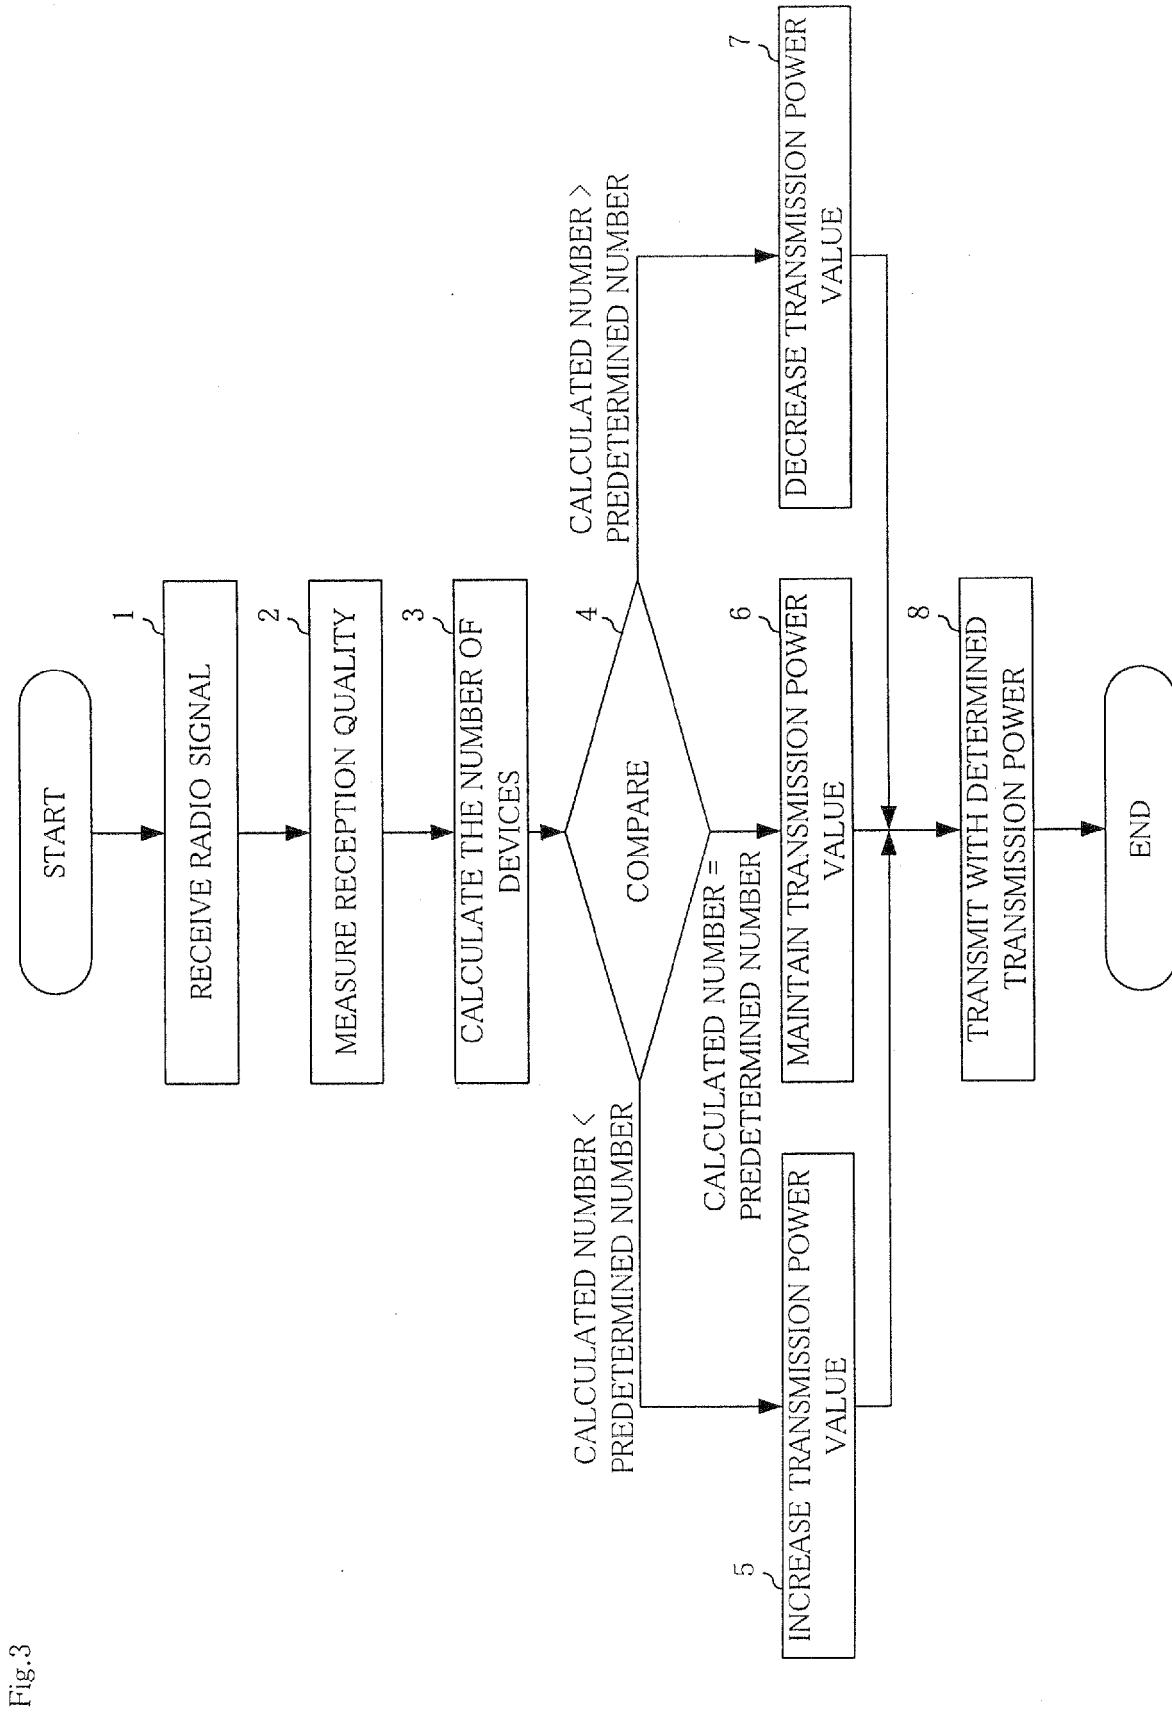 Fig.3
START
1
RECEIVE RADIO SIGNAL
2
MEASURE RECEPTION QUALITY
3
CALCULATE THE NUMBER OF
DEVICES
4
COMPARE
CALCULATED NUMBER <
PREDETERMINED NUMBER
CALCULATED NUMBER =
PREDETERMINED NUMBER
CALCULATED NUMBER >
PREDETERMINED NUMBER
5
INCREASE TRANSMISSION POWER
VALUE
6
MAINTAIN TRANSMISSION POWER
VALUE
7
DECREASE TRANSMISSION POWER
VALUE
8
TRANSMIT WITH DETERMINED
TRANSMISSION POWER
END